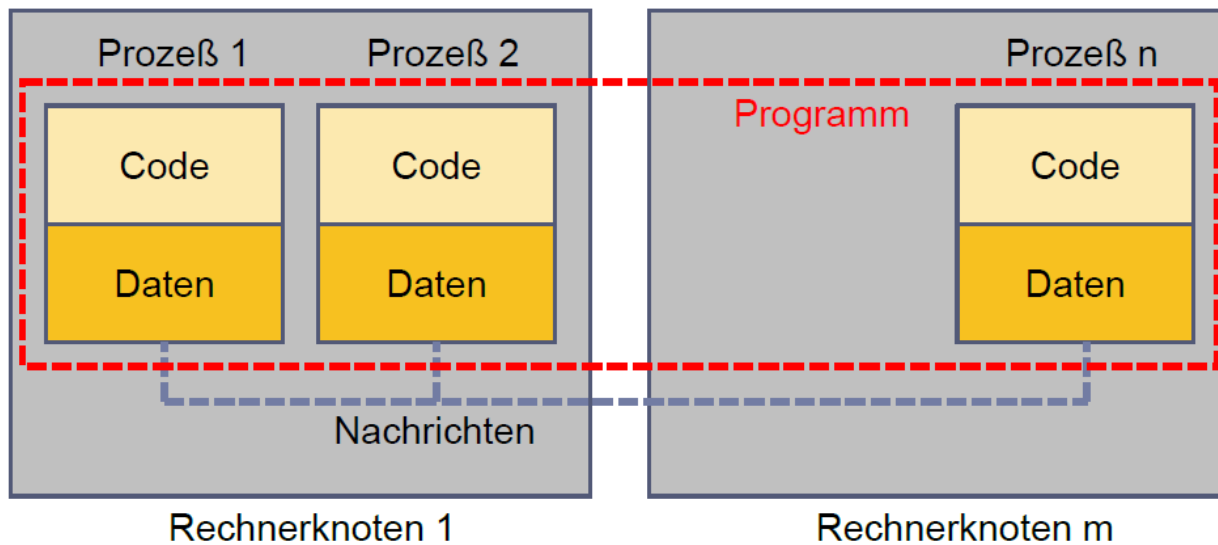 Prozeß 1
Prozeß 2
Prozeß n
Programm
Code
Code
Code
Daten
Daten
Daten
Nachrichten
Rechnerknoten 1
Rechnerknoten m